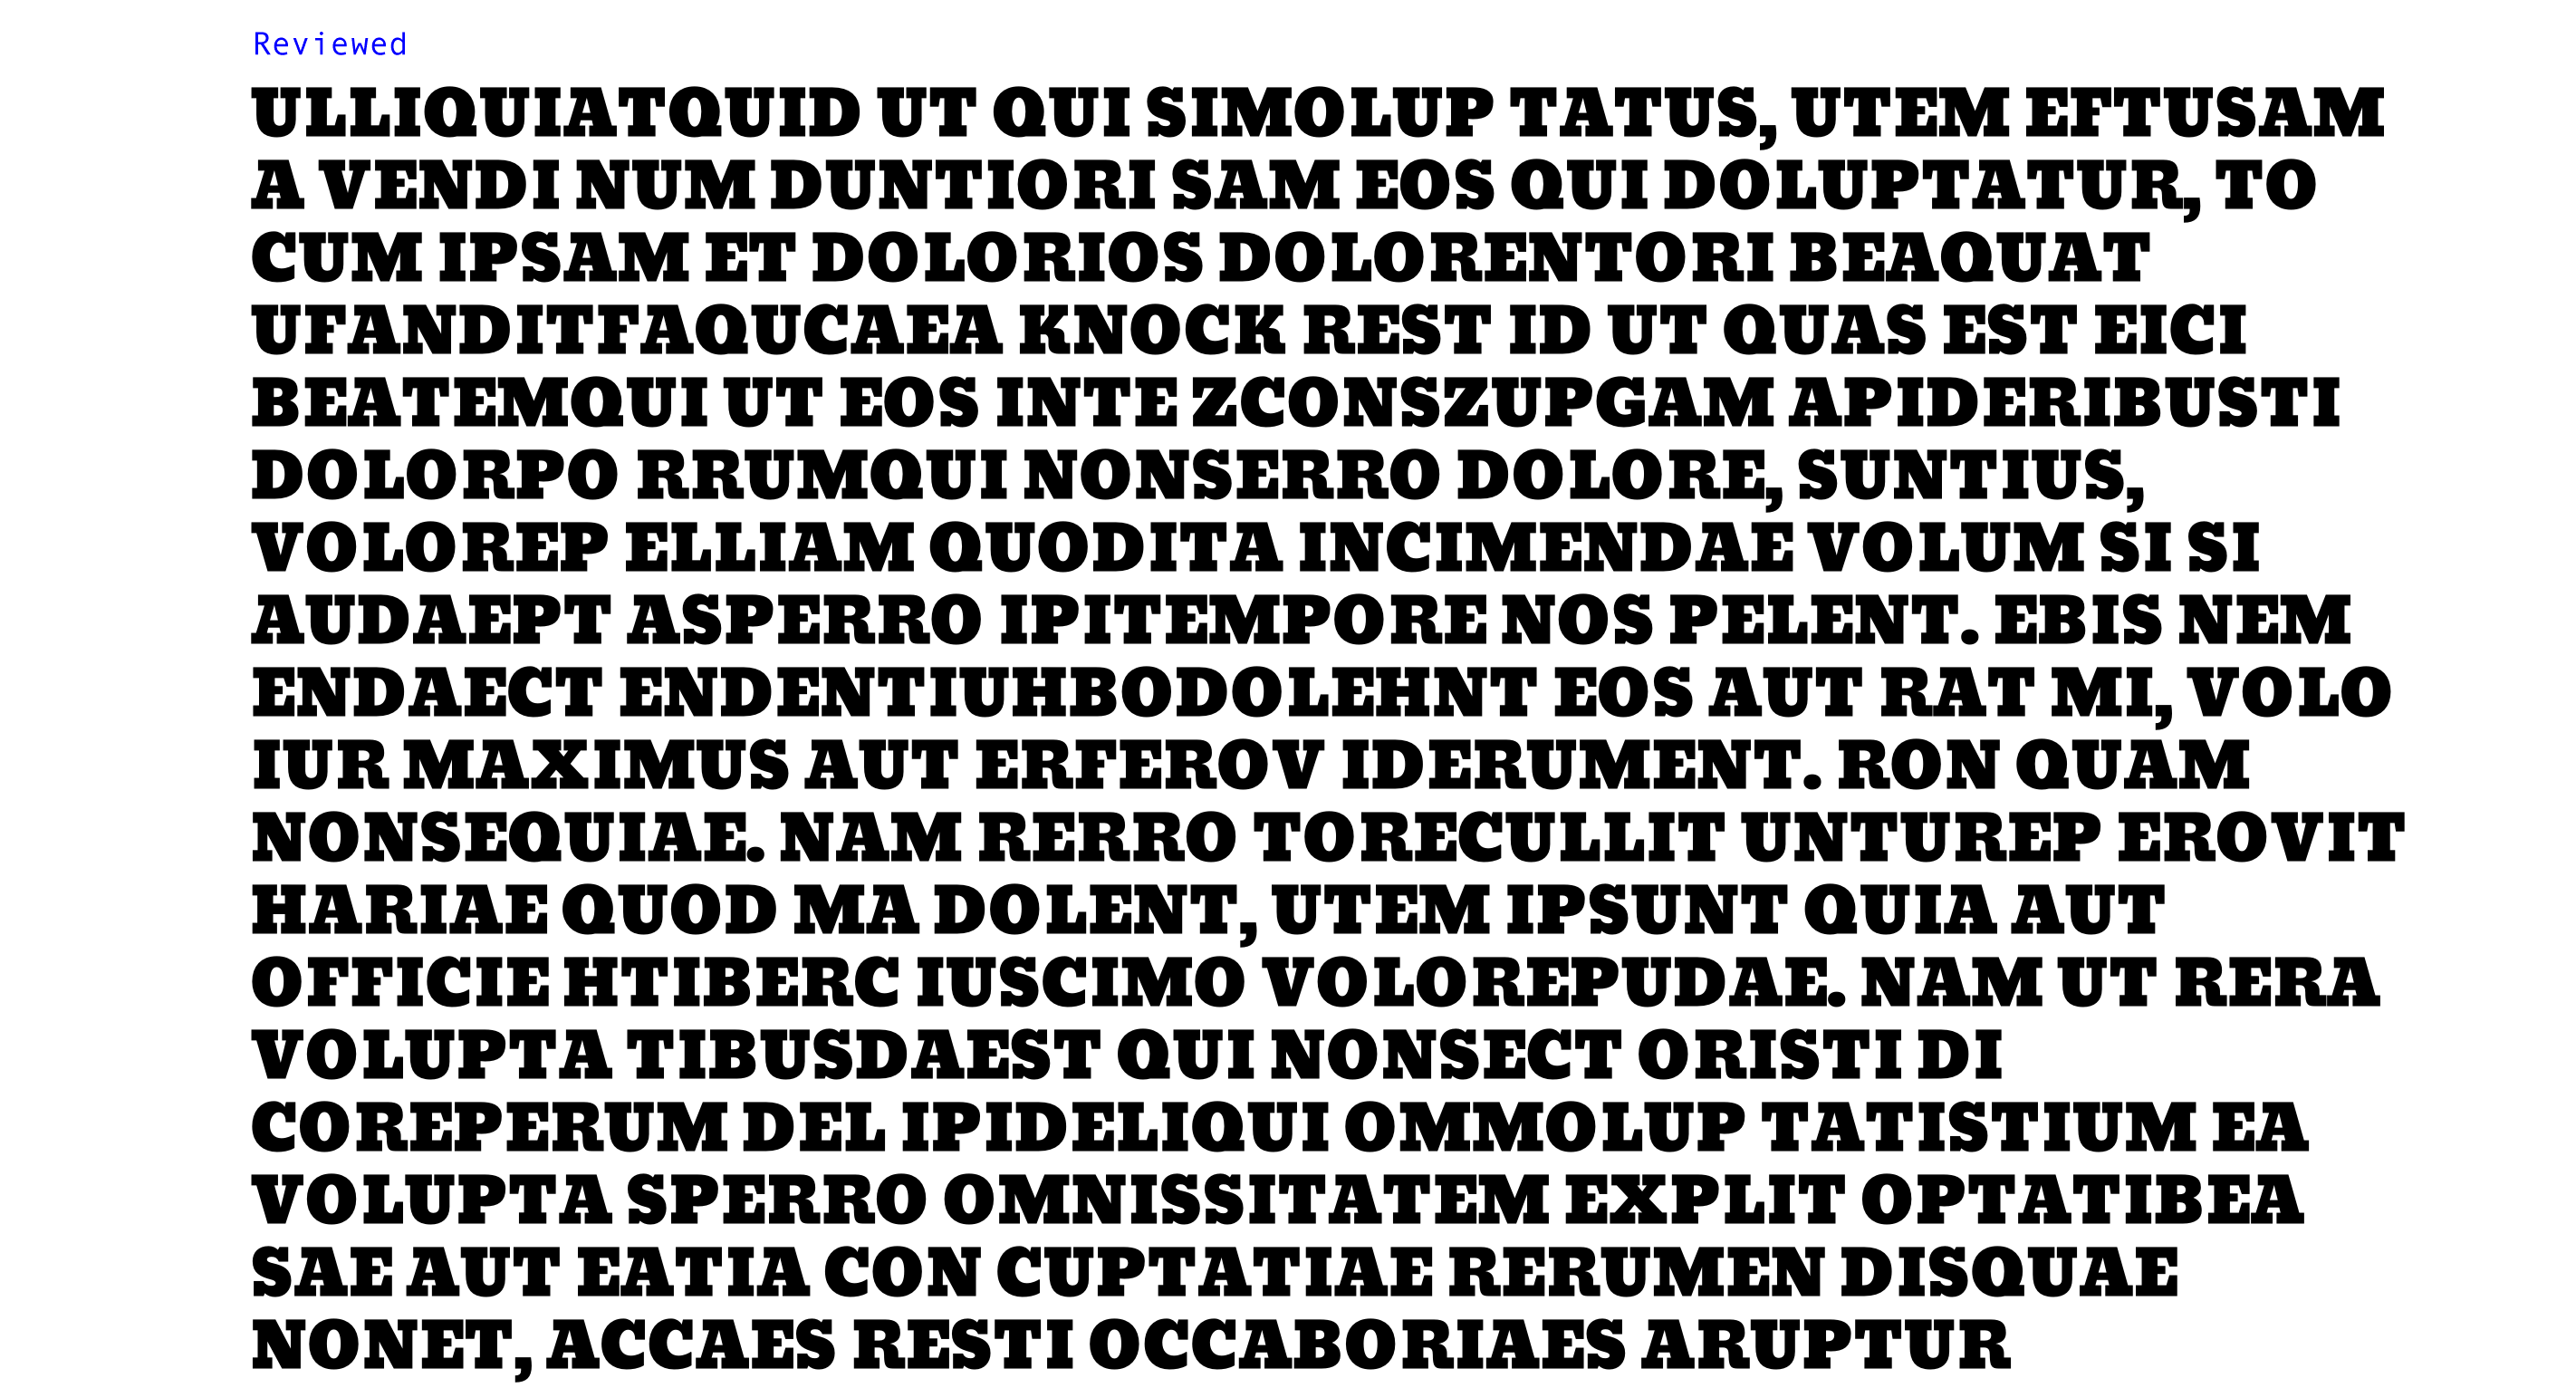 Reviewed
ULLIQUIATQUID UT QUI SIMOLUP TATUS, UTEM EFTUSAM
A VENDI NUM DUNTIORI SAM EOS QUI DOLUPTATUR, TO
CUM IPSAM ET DOLORIOS DOLORENTORI BEAQUAT
UFANDITFAQUCAEA KNOCK REST ID UT QUAS EST EICI
BEATEMQUI UT EOS INTE ZCONSZUPGAM APIDERIBUSTI
DOLORPO RRUMQUI NONSERRO DOLORE, SUNTIUS,
VOLOREP ELLIAM QUODITA INCIMENDAE VOLUM SI SI
AUDAEPT ASPERRO IPITEMPORE NOS PELENT. EBIS NEM
ENDAECT ENDENTIUHBODOLEHNT EOS AUT RAT MI, VOLO
IUR MAXIMUS AUT ERFEROV IDERUMENT. RON QUAM
NONSEQUIAE. NAM RERRO TORECULLIT UNTUREP EROVIT
HARIAE QUOD MA DOLENT, UTEM IPSUNT QUIA AUT
OFFICIE HTIBERC IUSCIMO VOLOREPUDAE. NAM UT RERA
VOLUPTA TIBUSDAEST QUI NONSECT ORISTI DI
COREPERUM DEL IPIDELIQUI OMMOLUP TATISTIUM EA
VOLUPTA SPERRO OMNISSITATEM EXPLIT OPTATIBEA
SAE AUT EATIA CON CUPTATIAE RERUMEN DISQUAE
NONET, ACCAES RESTI OCCABORIAES ARUPTUR